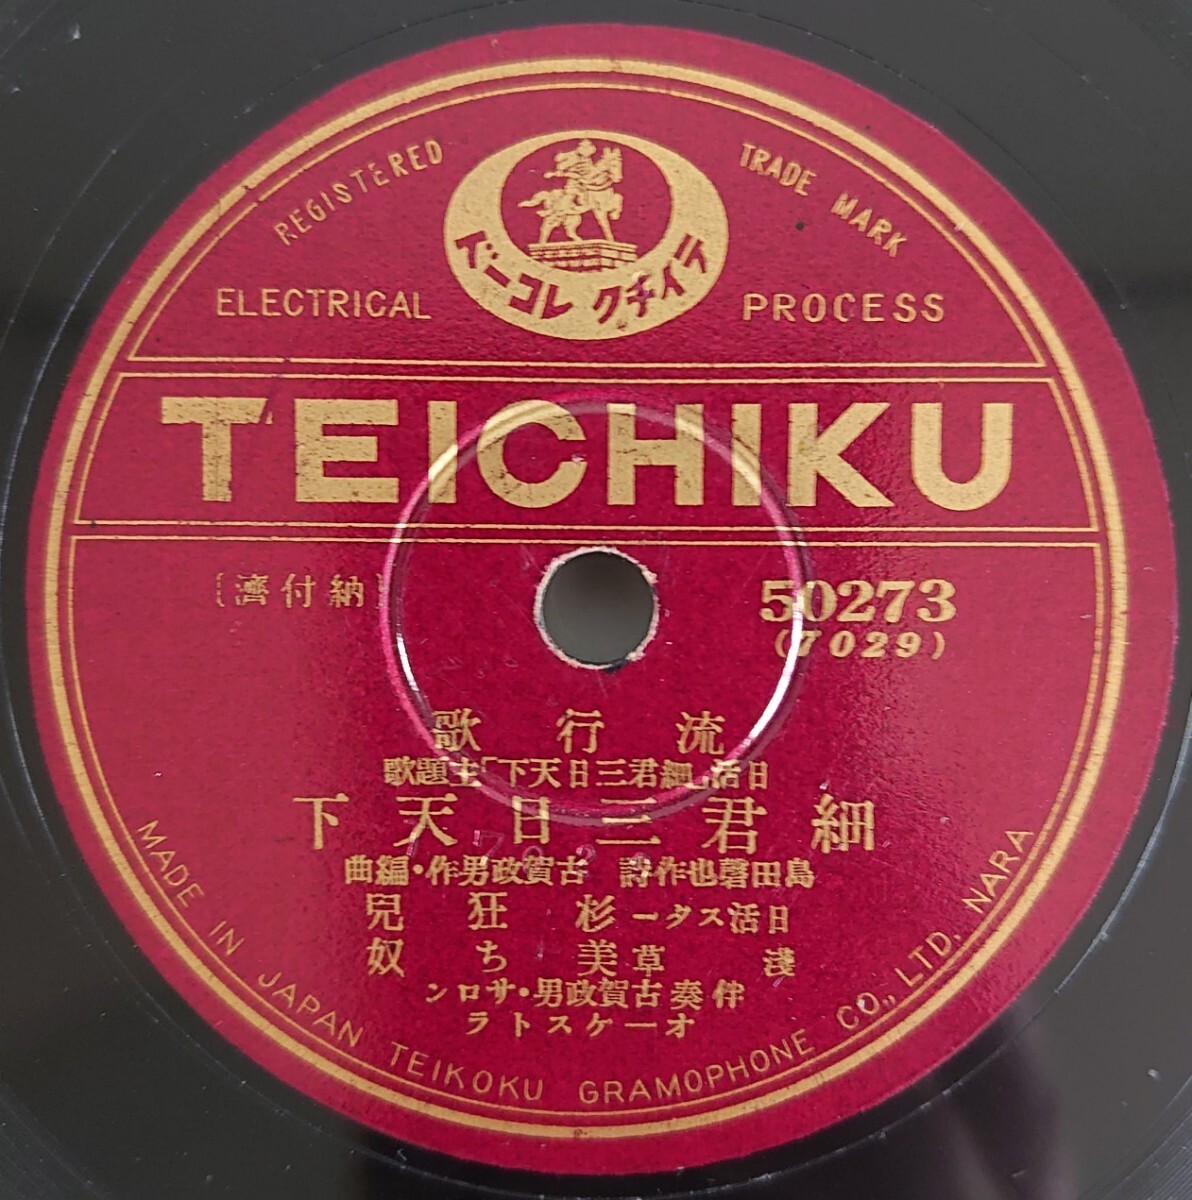 REGISTERED TRADE MARK
テイチク レコード
ELECTRICAL PROCESS
TEICHIKU
[納付濟]
50273
(7029)
流行歌
日活「細君三日天下」主題歌
細君三日天下
島田磬也作詩 古賀政男作・編曲
日活スター 杉狂兒
淺草 美ち奴
伴奏古賀政男・サロン
オーケストラ
MADE IN JAPAN TEIKOKU GRAMOPHONE CO., LTD. NARA